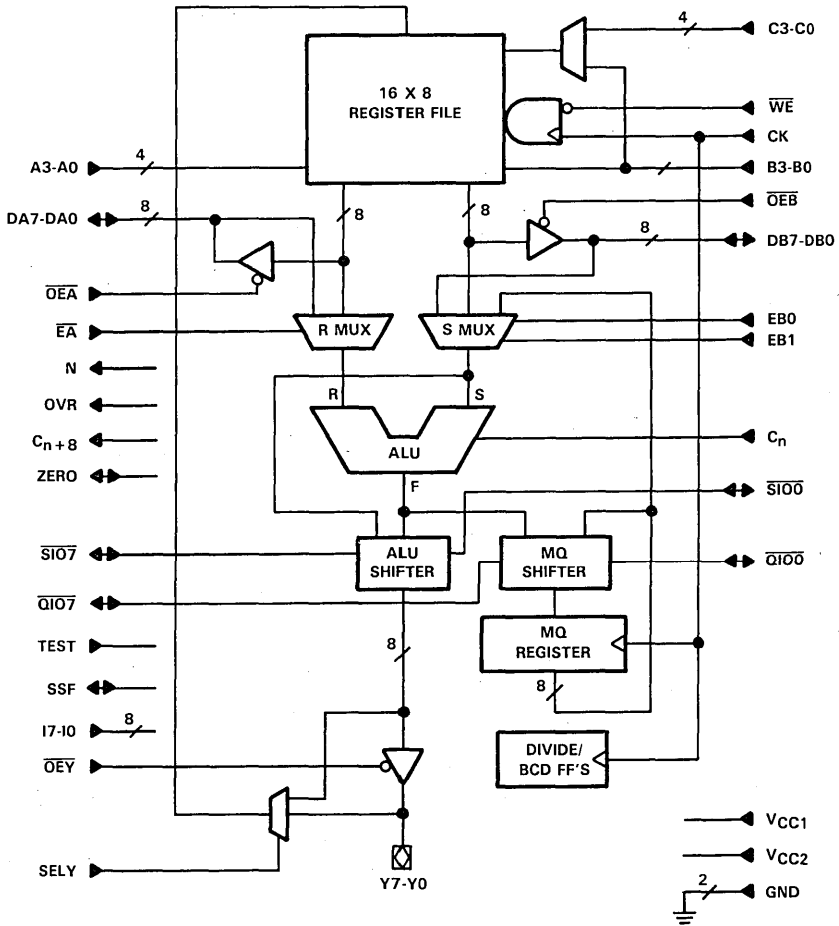 4
C3-C0
16 X 8
REGISTER FILE
WE
CK
A3-A0
4
B3-B0
DA7-DA0
8
8
8
OEB
8
DB7-DB0
OEA
EA
R MUX
S MUX
EB0
EB1
N
OVR
R
S
Cn+8
ALU
Cn
ZERO
F
SIO0
SIO7
ALU
SHIFTER
MQ
SHIFTER
QIO0
QIO7
TEST
8
MQ
REGISTER
SSF
8
I7-I0
8
OEY
DIVIDE/
BCD FF'S
VCC1
VCC2
SELY
Y7-Y0
2
GND